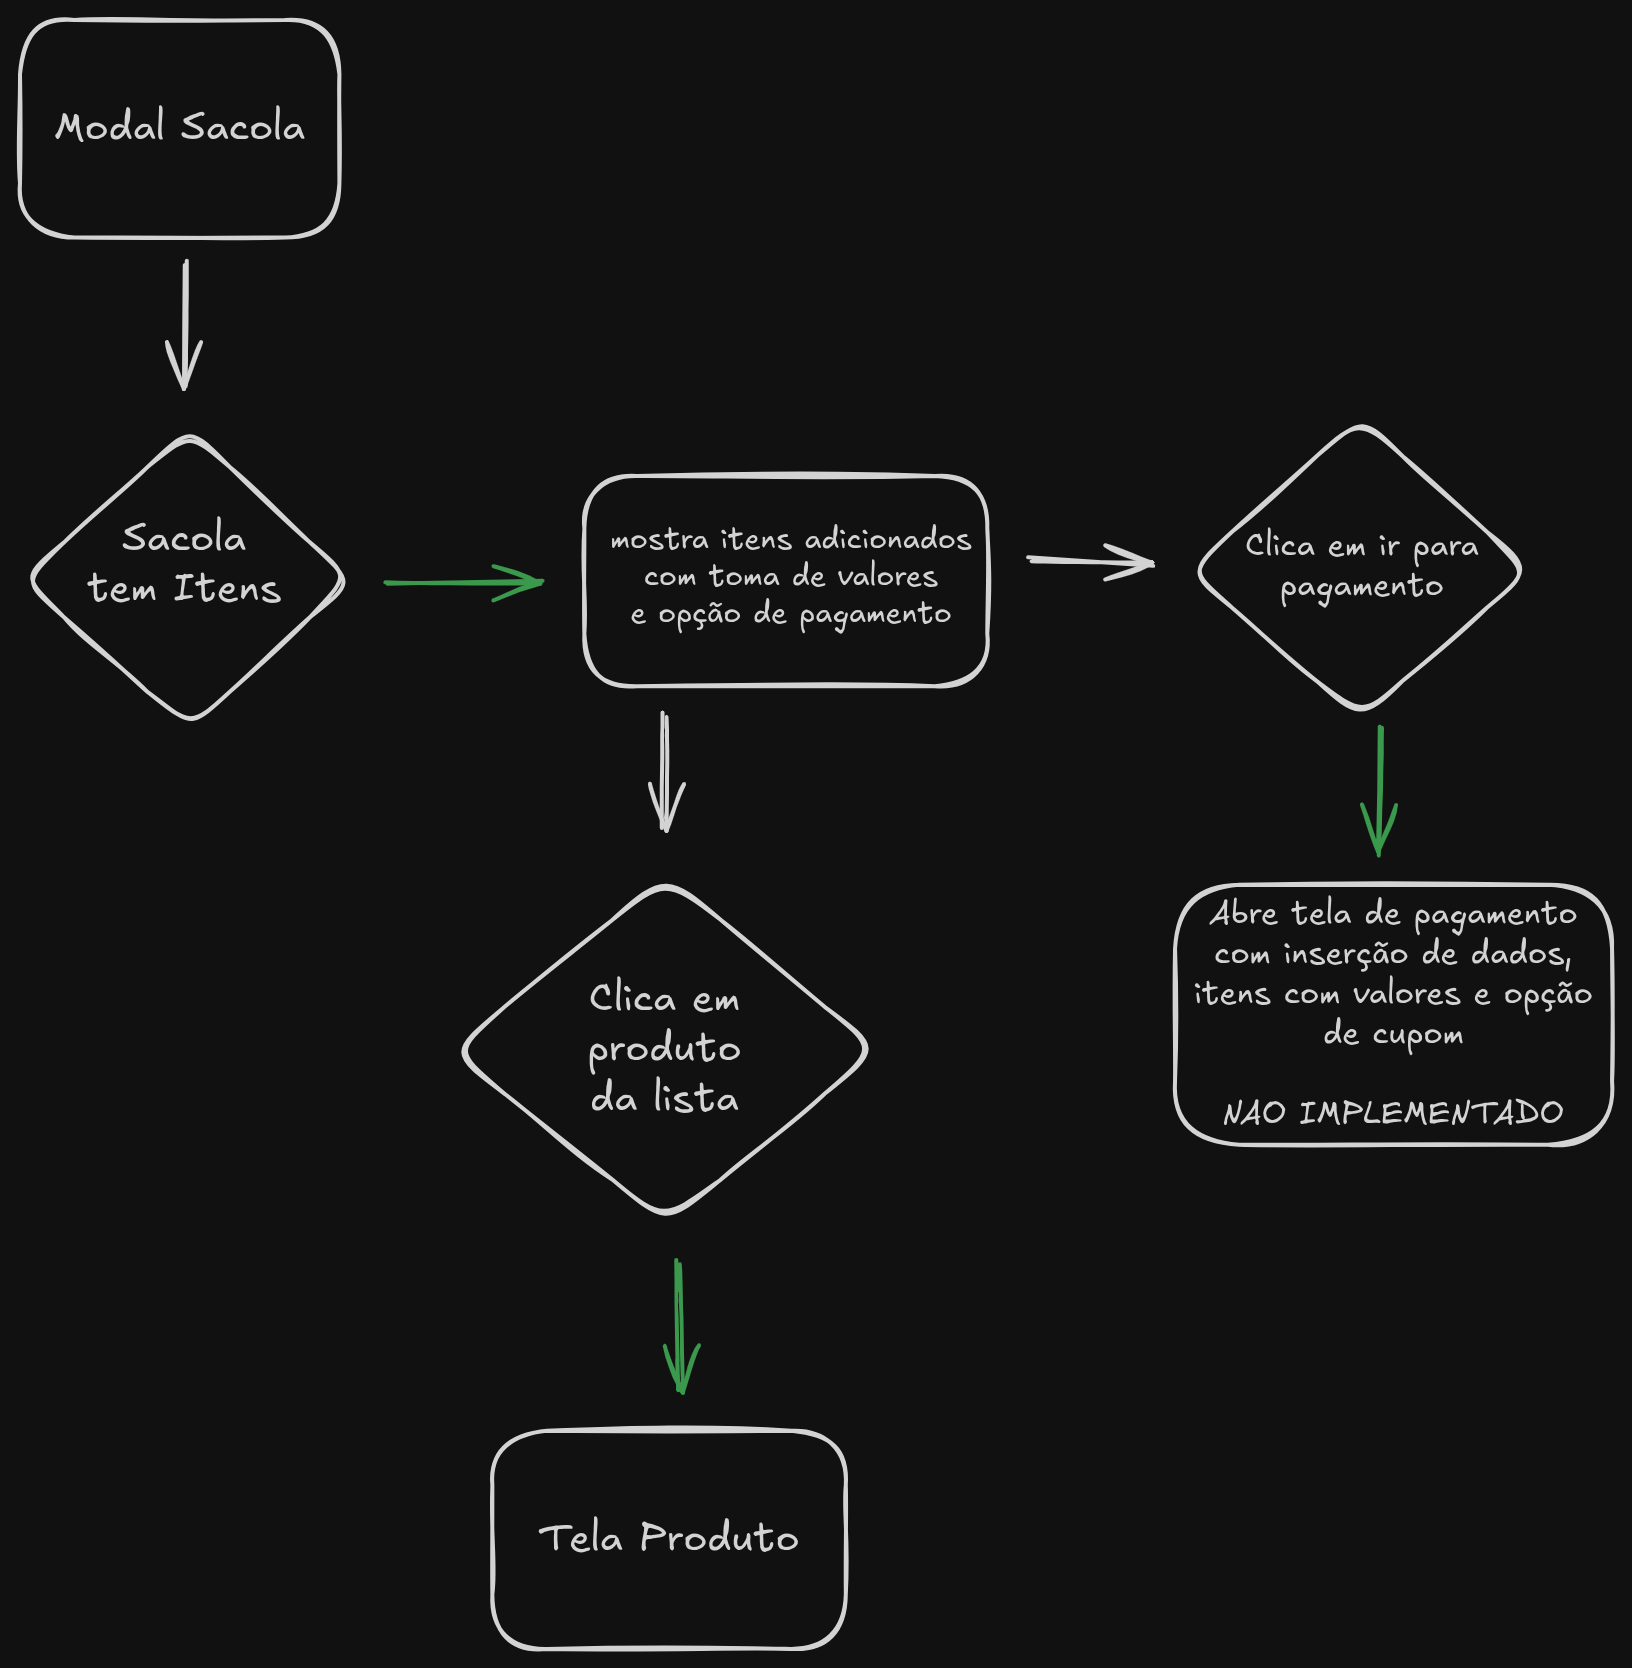 Modal Sacola
Sacola
tem Itens
mostra itens adicionados
com toma de valores
e opção de pagamento
Clica em ir para
pagamento
Clica em
produto
da lista
Abre tela de pagamento
com inserção de dados,
itens com valores e opção
de cupom
NAO IMPLEMENTADO
Tela Produto